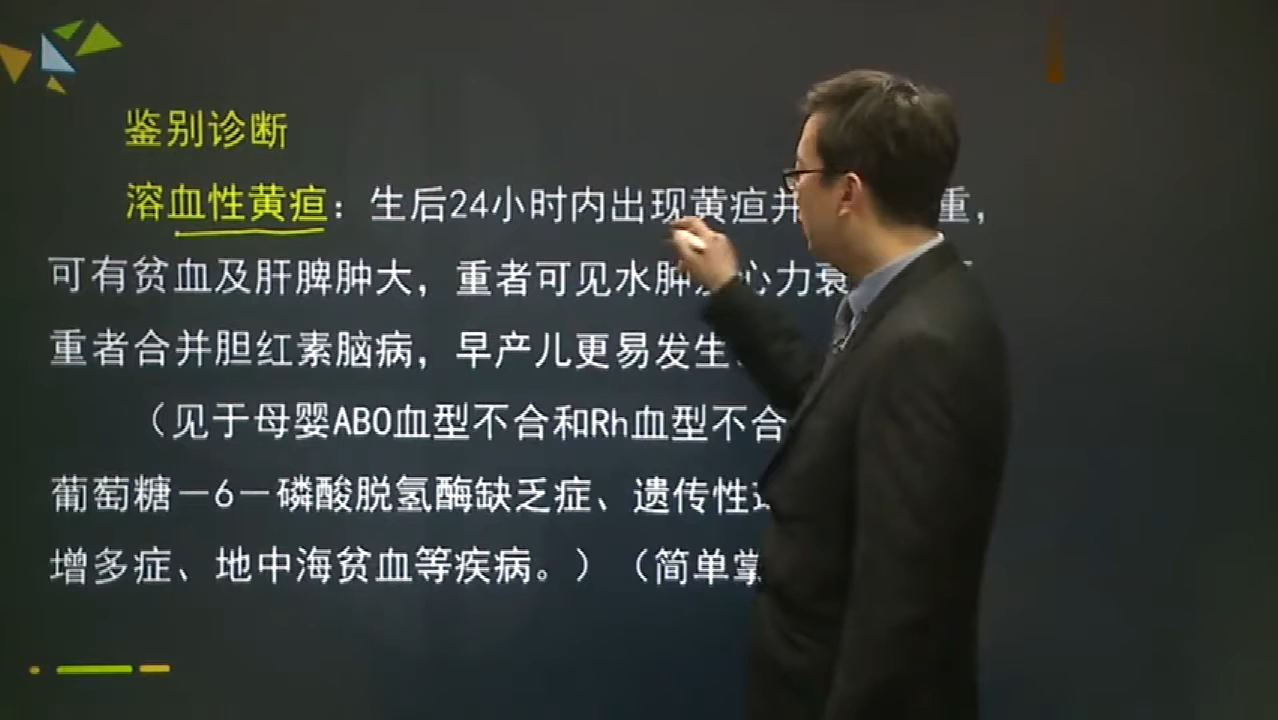 鉴别诊断
溶血性黄疸：生后24小时内出现黄疸并 重，
可有贫血及肝脾肿大，重者可见水肿 心力衰
重者合并胆红素脑病，早产儿更易发生
（见于母婴ABO血型不合和Rh血型不合
葡萄糖－6－磷酸脱氢酶缺乏症、遗传性
增多症、地中海贫血等疾病。）（简单掌